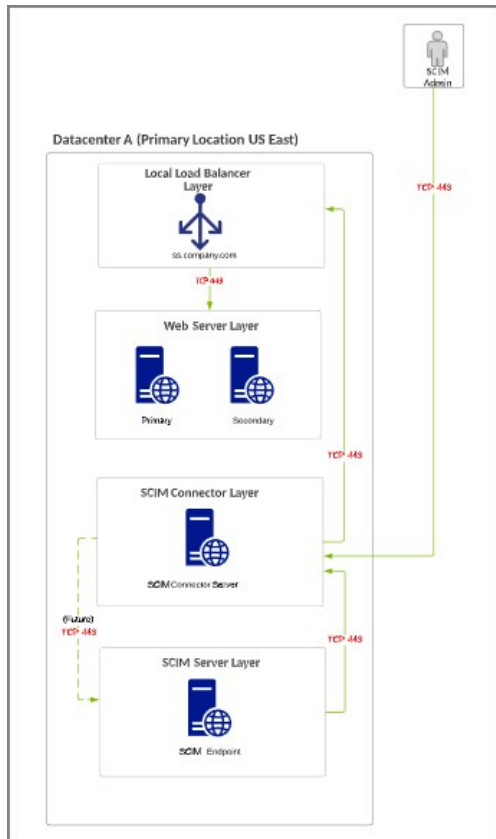 SCIM
Admin
Datacenter A (Primary Location US East)
Local Load Balancer
Layer
TCP 443
ss.company.com
TCP 443
Web Server Layer
Primary
Secondary
TCP 443
SCIM Connector Layer
SCIM Connector Server
(Future)
TCP 443
TCP 443
SCIM Server Layer
SCIM Endpoint